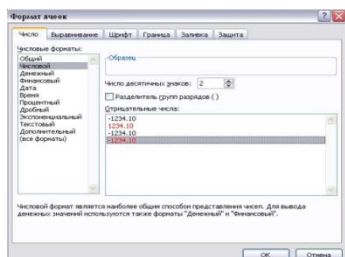 Формат ячеек
Число Выравнивание Шрифт Граница Заливка Защита
Числовые форматы:
Общий
Числовой
Денежный
Финансовый
Дата
Время
Процентный
Дробный
Экспоненциальный
Текстовый
Дополнительный
(все форматы)
Образец
Число десятичных знаков: 2
Разделитель групп разрядов ( )
Отрицательные числа:
-1234.10
1234.10
-1234.10
-1234.10
Числовой формат является наиболее общим способом представления чисел. Для вывода
денежных значений используются также форматы "Денежный" и "Финансовый".
ОК Отмена